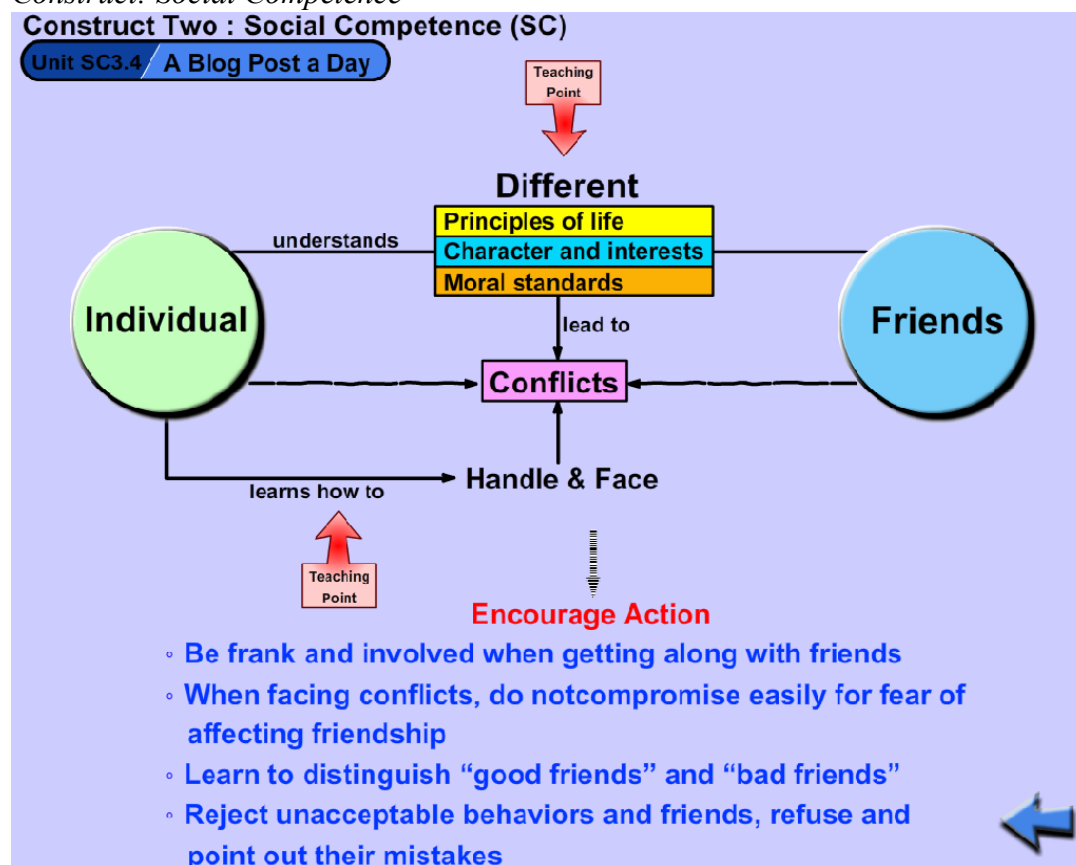 Construct: Social Competence
Construct Two : Social Competence (SC)
Unit SC3.4 A Blog Post a Day
Teaching
Point
Different
Principles of life
understands
Character and interests
Moral standards
Individual
Friends
lead to
Conflicts
Handle & Face
learns how to
Teaching
Point
Encourage Action
◦ Be frank and involved when getting along with friends
◦ When facing conflicts, do notcompromise easily for fear of
affecting friendship
◦ Learn to distinguish “good friends” and “bad friends”
◦ Reject unacceptable behaviors and friends, refuse and
point out their mistakes